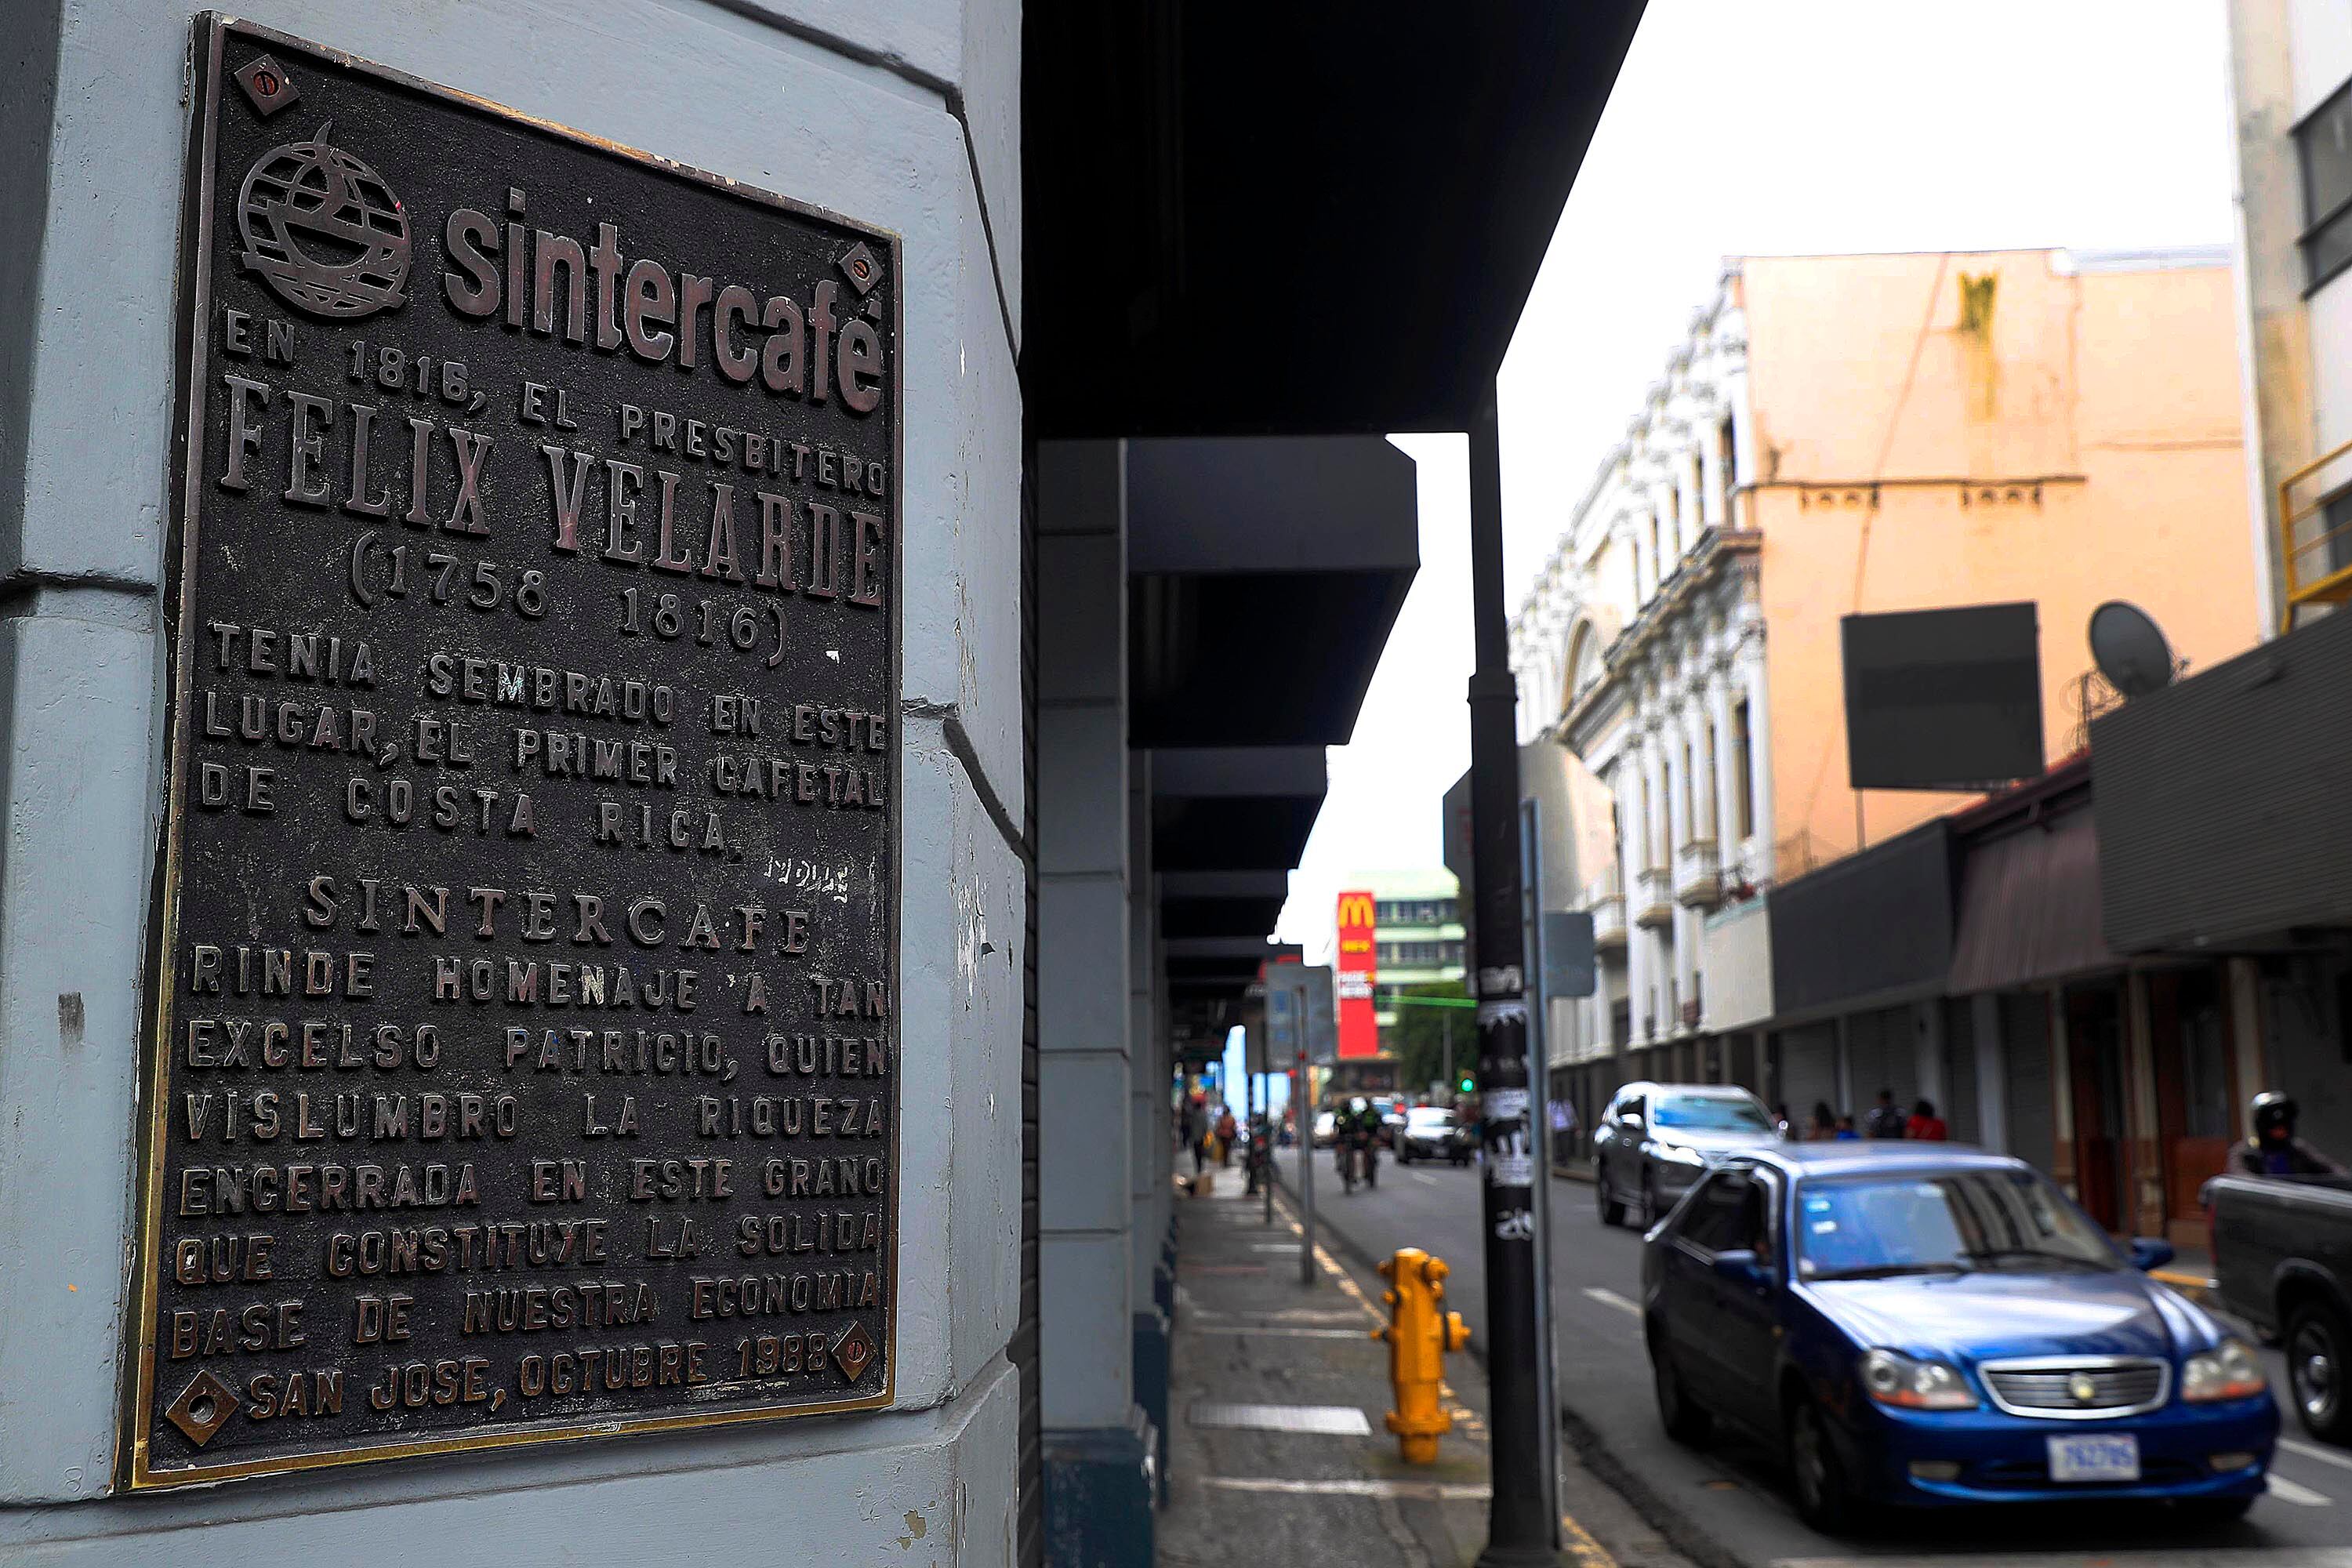 sintercafé
EN 1816, EL PRESBITERO
FELIX VELARDE
(1758 1816)
TENIA SEMBRADO EN ESTE
LUGAR, EL PRIMER CAFETAL
DE COSTA RICA.
SINTERCAFE
RINDE HOMENAJE A TAN
EXCELSO PATRICIO, QUIEN
VISLUMBRO LA RIQUEZA
ENCERRADA EN ESTE GRANO
QUE CONSTITUYE LA SOLIDA
BASE DE NUESTRA ECONOMIA
SAN JOSE, OCTUBRE 1988